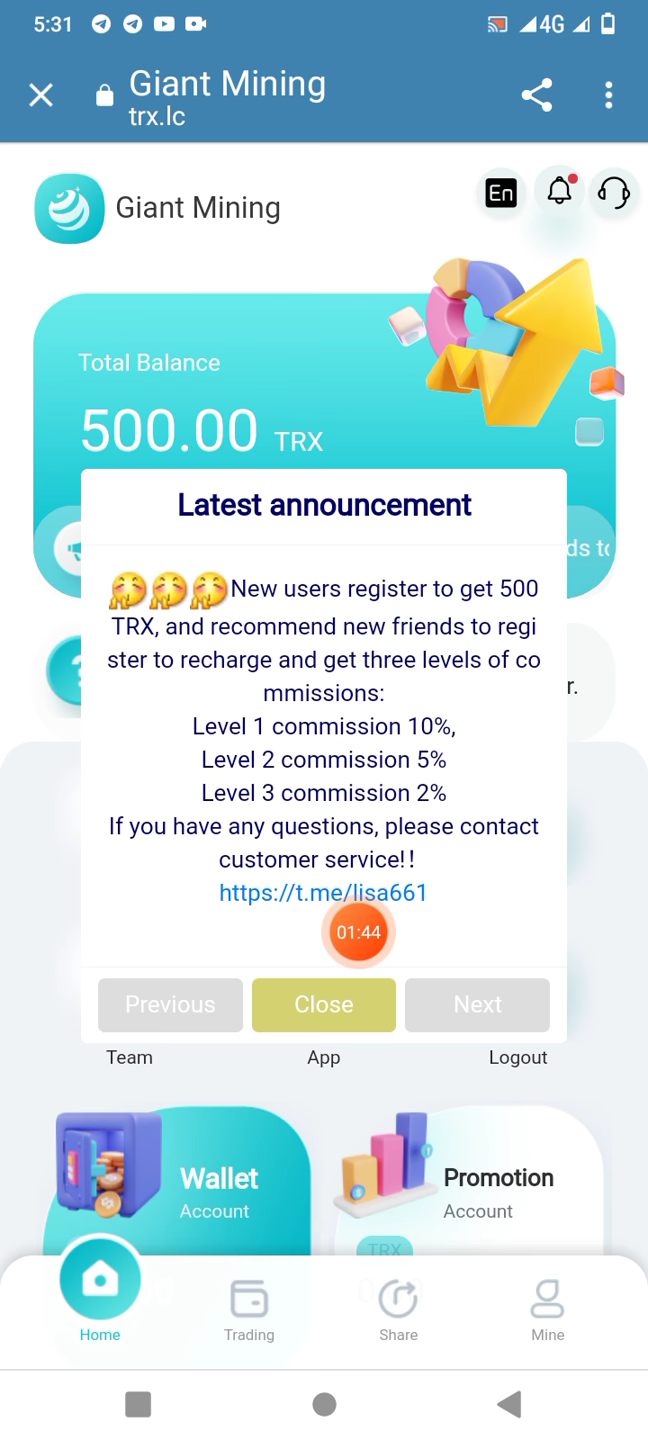 5:31
4G
Giant Mining
trx.lc
Giant Mining
En
Total Balance
500.00 TRX
Latest announcement
ds to
New users register to get 500
TRX, and recommend new friends to regi
ster to recharge and get three levels of co
mmissions:
r.
Level 1 commission 10%,
Level 2 commission 5%
Level 3 commission 2%
If you have any questions, please contact
customer service!!
https://t.me/lisa661
01:44
Previous
Close
Next
Team
App
Logout
Wallet
Account
Promotion
Account
TRX
Home
Trading
Share
Mine